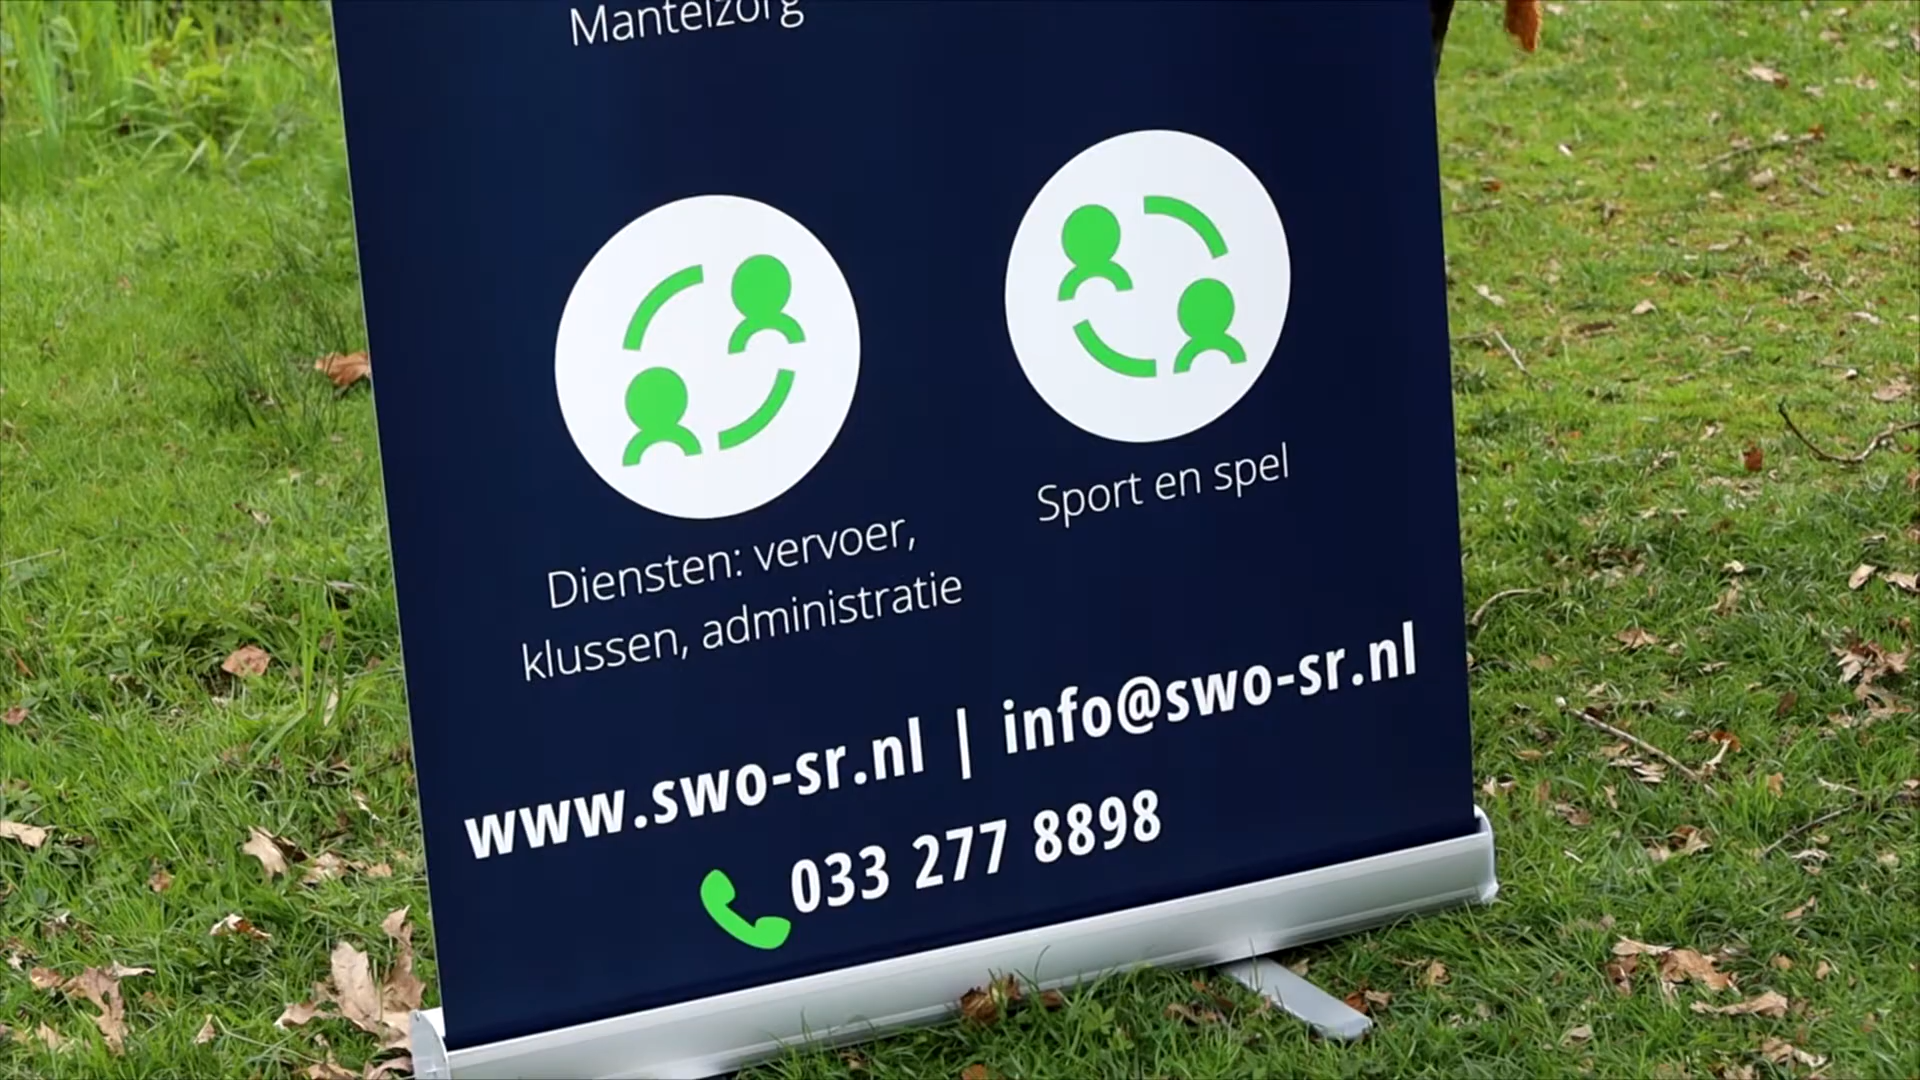 Mantelzorg
Sport en spel
Diensten: vervoer,
klussen, administratie
www.swo-sr.nl | info@swo-sr.nl
033 277 8898